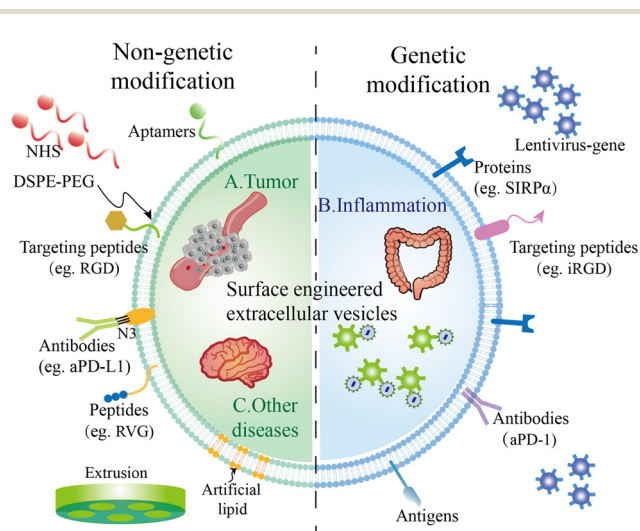 Non-genetic
modification
Genetic
modification
Aptamers
NHS
Lentivirus-gene
DSPE-PEG
Proteins
(eg. SIRPα)
A.Tumor
B.Inflammation
Targeting peptides
(eg. RGD)
Targeting peptides
(eg. iRGD)
Surface engineered
extracellular vesicles
N3
Antibodies
(eg. aPD-L1)
Peptides
(eg. RVG)
C.Other
diseases
Antibodies
(aPD-1)
Extrusion
Artificial
lipid
Antigens